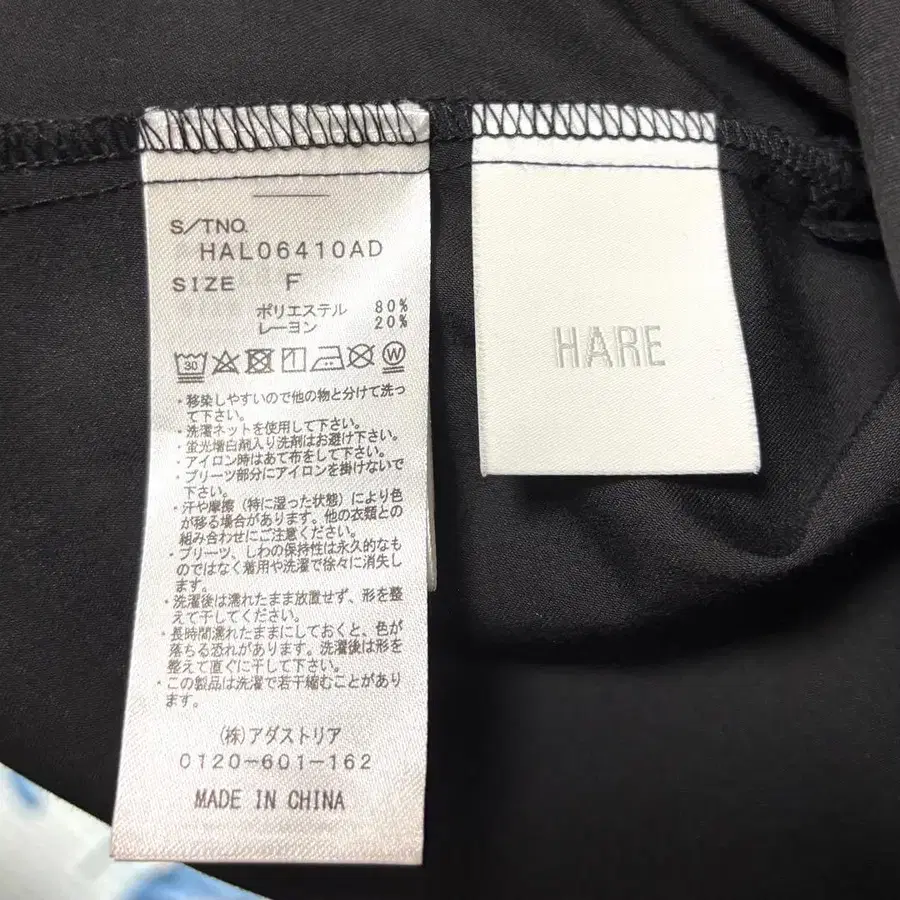 S/TNO.
HAL06410AD
SIZE F
ポリエステル 80%
レーヨン 20%
30 W
・移染しやすいので他の物と分けて洗っ
て下さい。
・洗濯ネットを使用して下さい。
・蛍光増白剤入り洗剤はお避け下さい。
・アイロン時はあて布をして下さい。
・プリーツ部分にアイロンを掛けないで
下さい。
・汗や摩擦（特に湿った状態）により色
が移る場合があります。他の衣類との
組み合わせにご注意ください。
・プリーツ、しわの保持性は永久的なも
のではなく着用や洗濯で徐々に消失し
ます。
・洗濯後は濡れたまま放置せず、形を整
えて干してください。
・長時間濡れたままにしておくと、色が
落ちる恐れがあります。洗濯後は形を
整えて直ぐに干して下さい。
・この製品は洗濯で若干縮むことがあり
ます。
(株)アダストリア
0120-601-162
MADE IN CHINA
HARE